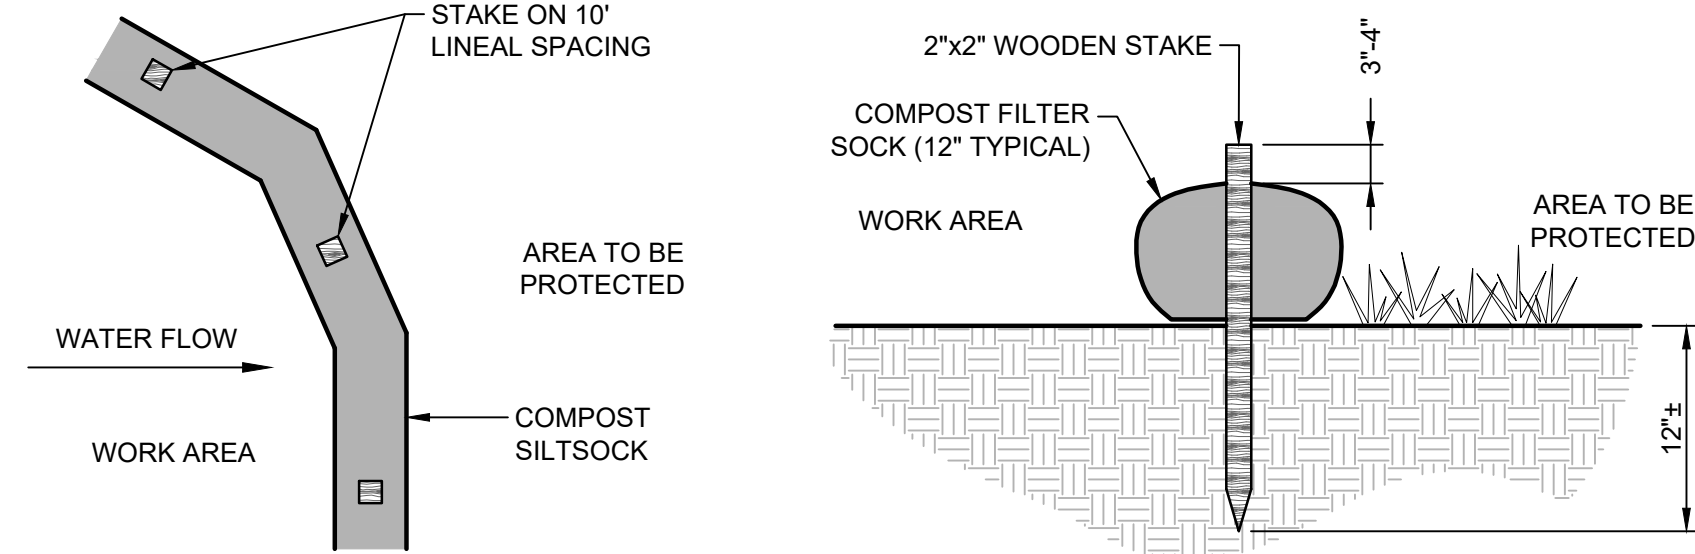 STAKE ON 10'
LINEAL SPACING
AREA TO BE
PROTECTED
WATER FLOW
WORK AREA
COMPOST
SILTSOCK
2"x2" WOODEN STAKE
3"-4"
COMPOST FILTER
SOCK (12" TYPICAL)
WORK AREA
AREA TO BE
PROTECTED
12"±